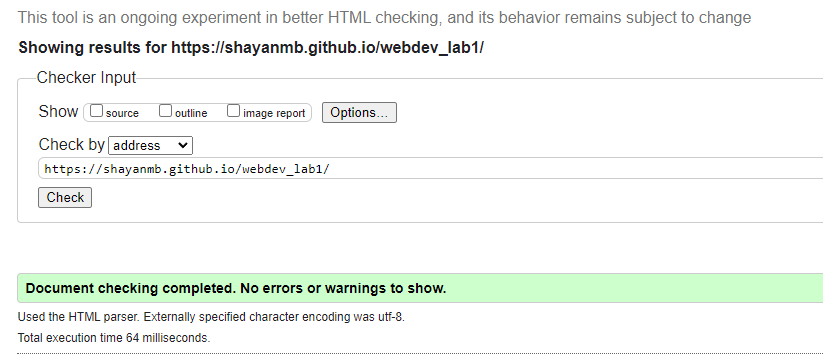 This tool is an ongoing experiment in better HTML checking, and its behavior remains subject to change
Showing results for https://shayanmb.github.io/webdev_lab1/
Checker Input
Show source outline image report Options...
Check by address
https://shayanmb.github.io/webdev_lab1/
Check
Document checking completed. No errors or warnings to show.
Used the HTML parser. Externally specified character encoding was utf-8.
Total execution time 64 milliseconds.